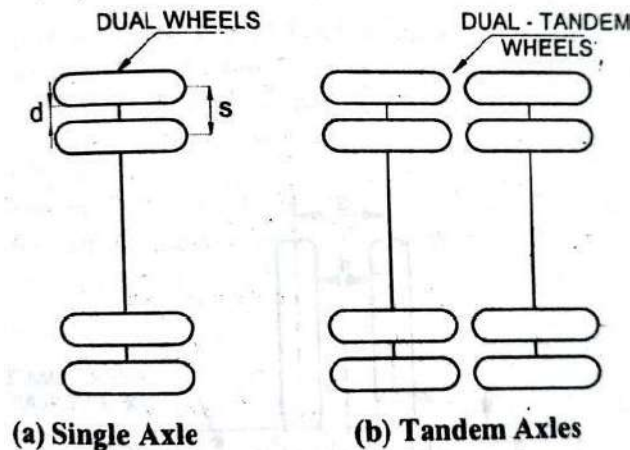 DUAL WHEELS
DUAL - TANDEM
WHEELS
d
s
(a) Single Axle
(b) Tandem Axles